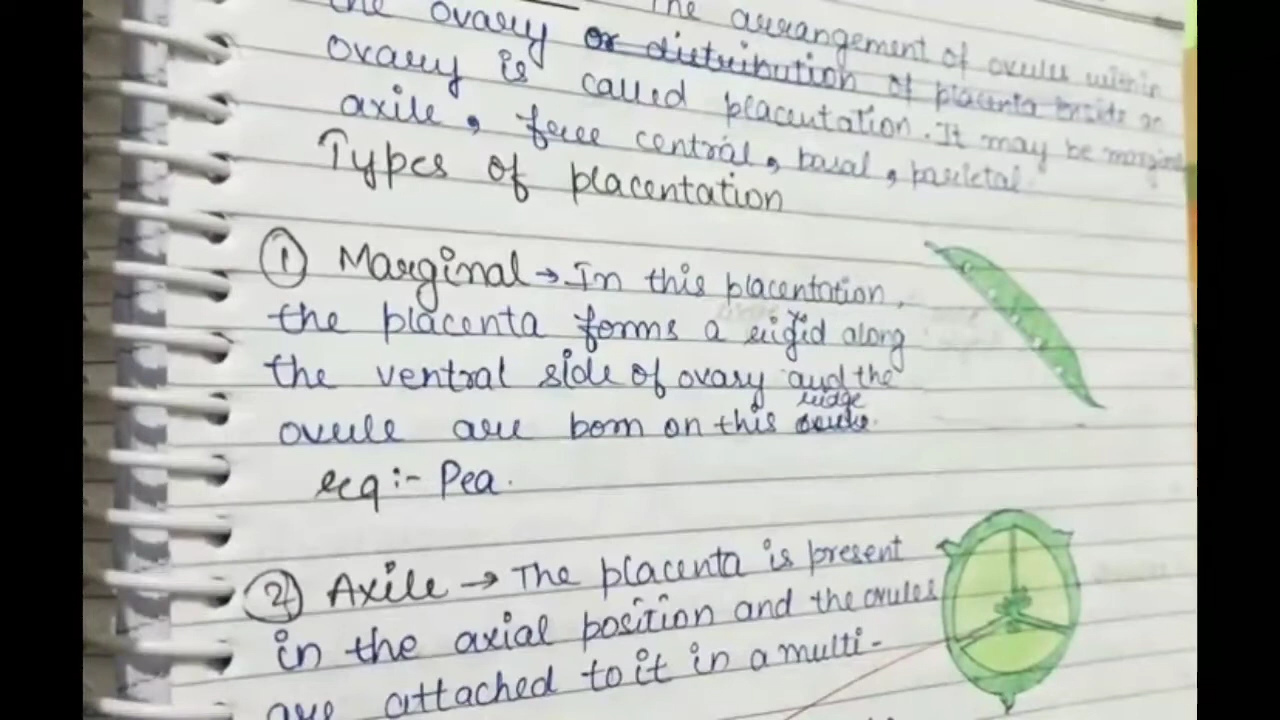 The arrangement of ovules within
the ovary or distribution of placenta inside an
ovary is called placentation. It may be marginal
axile, free central, basal, parietal
Types of placentation
① Marginal → In this placentation,
the placenta forms a along
the ventral side of ovary and the
ovule are born on this ridge
eg :- Pea.
② Axile → The placenta is present
in the axial position and the ovules
are attached to it in a multi-